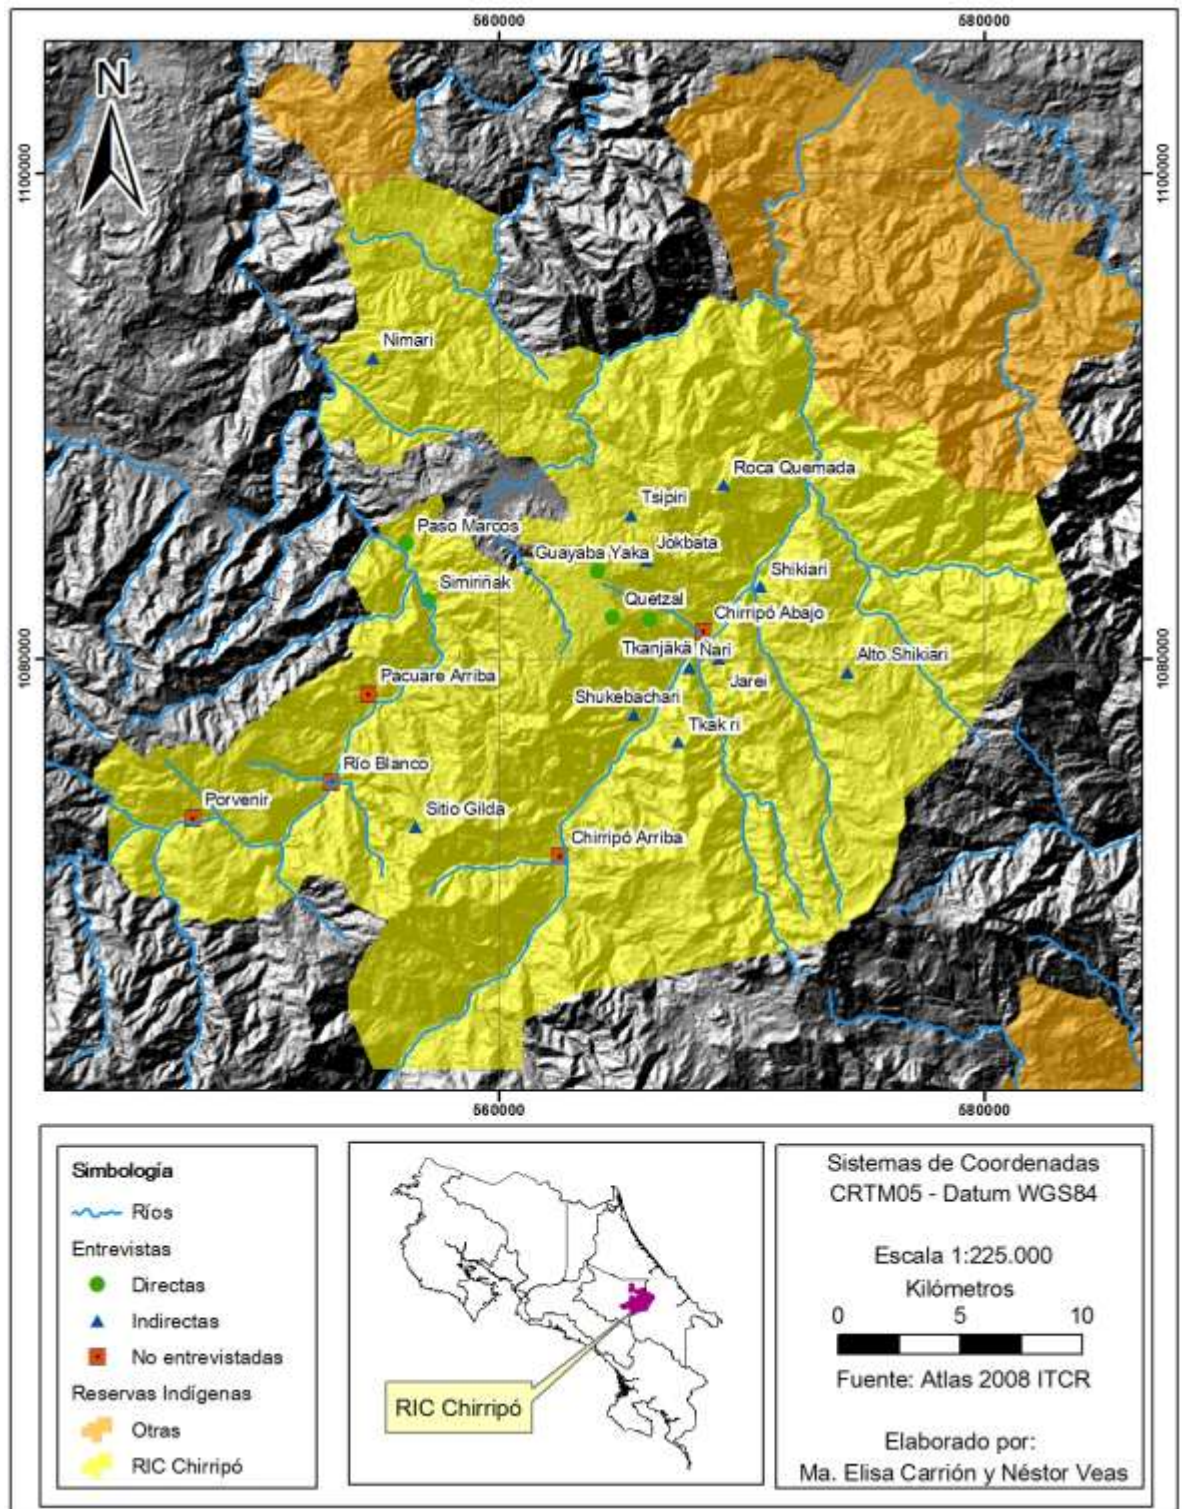 560000
580000
N
1100000
1100000
Nimari
Roca Quemada
Tsipiri
Paso Marcos
Jokbata
Guayaba Yaka
Simiriñak
Shikiari
Quetzal
Chirripó Abajo
1080000
1080000
Tkanjäkä Ñari
Alto Shikiari
Pacuare Arriba
Jarei
Shukebachari
Tkak ri
Río Blanco
Porvenir
Sitio Gilda
Chirripó Arriba
560000
580000
Simbología
Ríos
Entrevistas
Directas
Indirectas
No entrevistadas
Reservas Indígenas
Otras
RIC Chirripó
RIC Chirripó
Sistemas de Coordenadas
CRTM05 - Datum WGS84
Escala 1:225.000
Kilómetros
0 5 10
Fuente: Atlas 2008 ITCR
Elaborado por:
Ma. Elisa Carrión y Néstor Veas